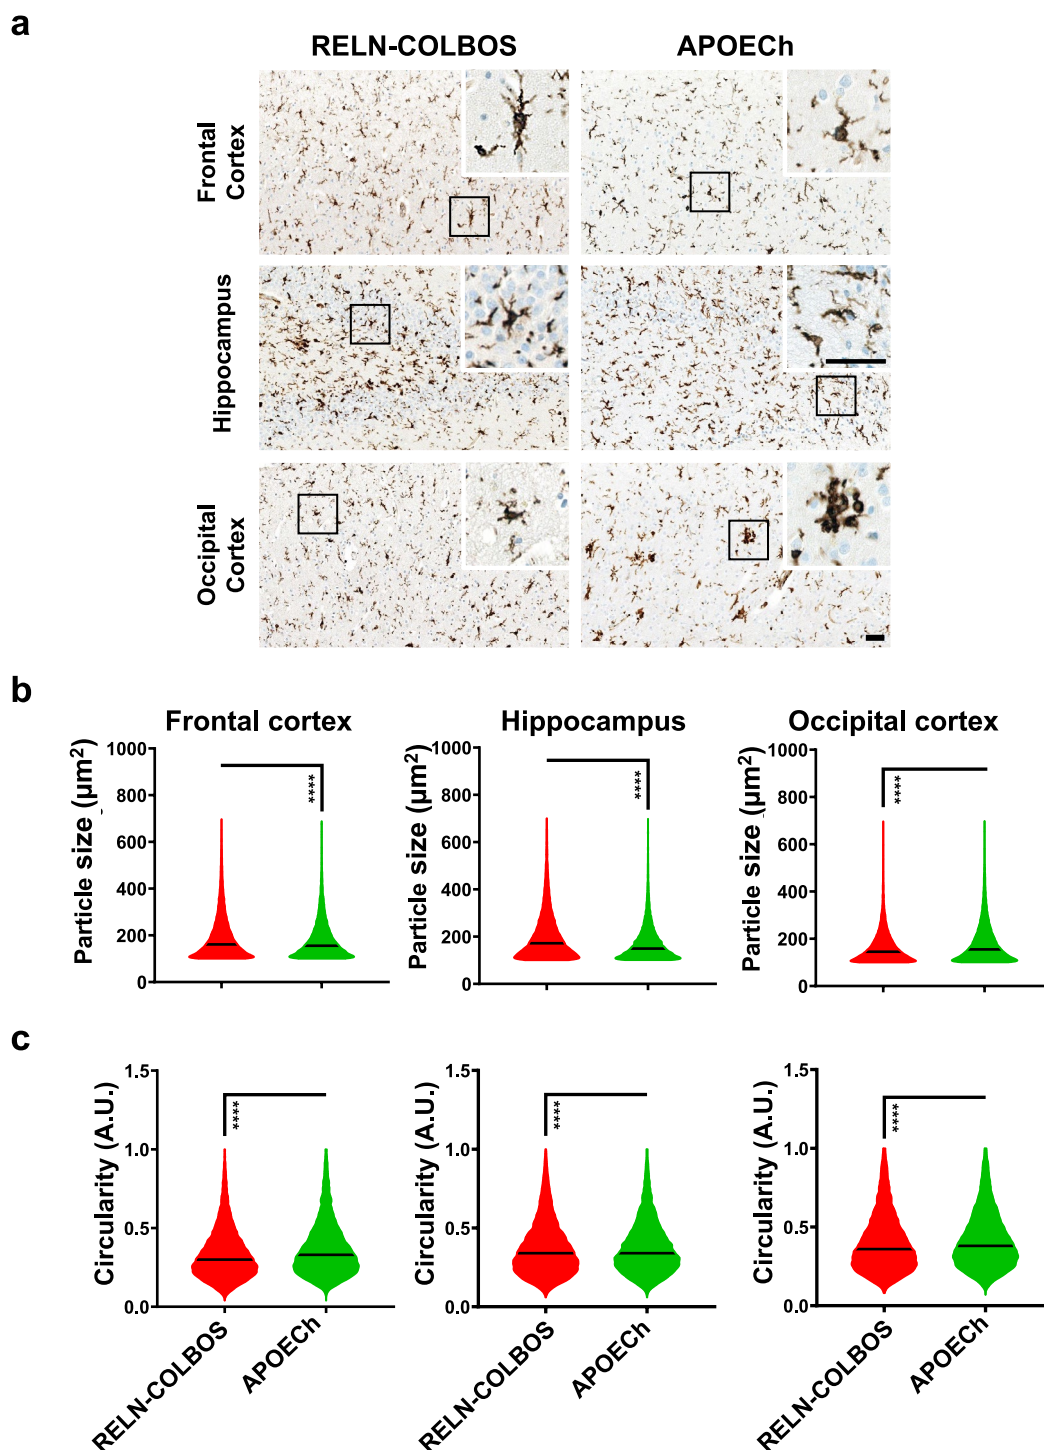 a
RELN-COLBOS
APOECh
Frontal
Cortex
Hippocampus
Occipital
Cortex
b
Frontal cortex
Hippocampus
Occipital cortex
Particle size (µm²)
1000
800
600
400
200
0
****
Particle size (µm²)
1000
800
600
400
200
0
****
Particle size (µm²)
1000
800
600
400
200
0
****
c
Circularity (A.U.)
1.5
1.0
0.5
0.0
****
RELN-COLBOS
APOECh
Circularity (A.U.)
1.5
1.0
0.5
0.0
****
RELN-COLBOS
APOECh
Circularity (A.U.)
1.5
1.0
0.5
0.0
****
RELN-COLBOS
APOECh